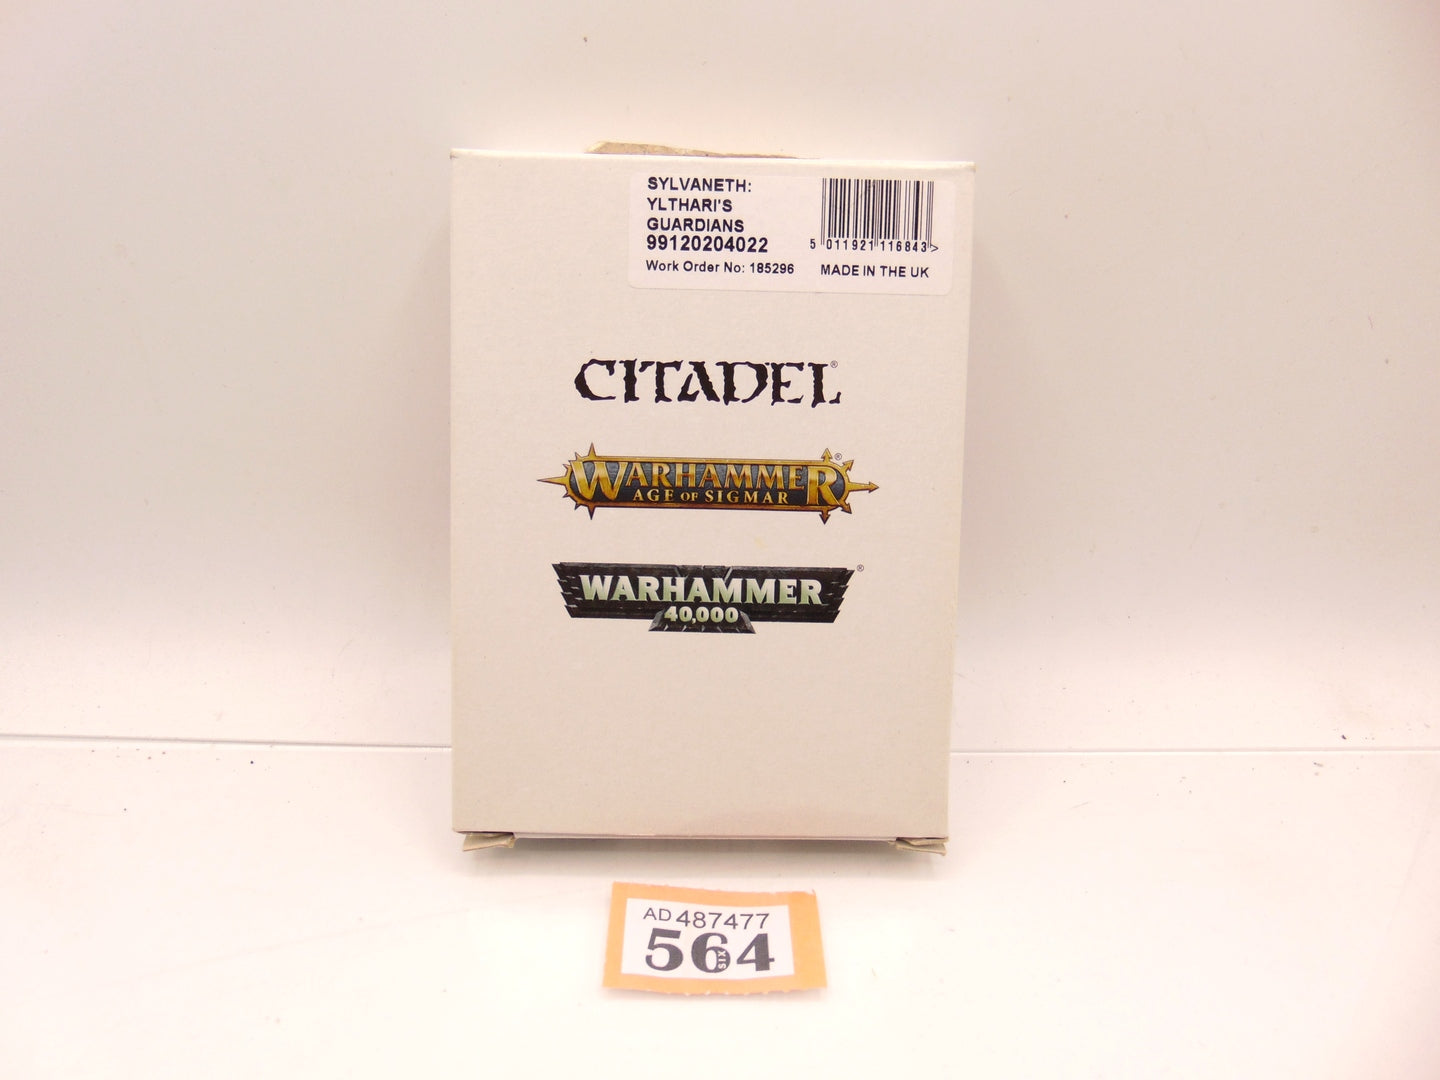 SYLVANETH:
YLTHARI'S
GUARDIANS
99120204022
Work Order No: 185296
5 011921 116843 >
MADE IN THE UK
CITADEL®
WARHAMMER®
AGE OF SIGMAR
WARHAMMER®
40,000
AD 487477
564
SIX